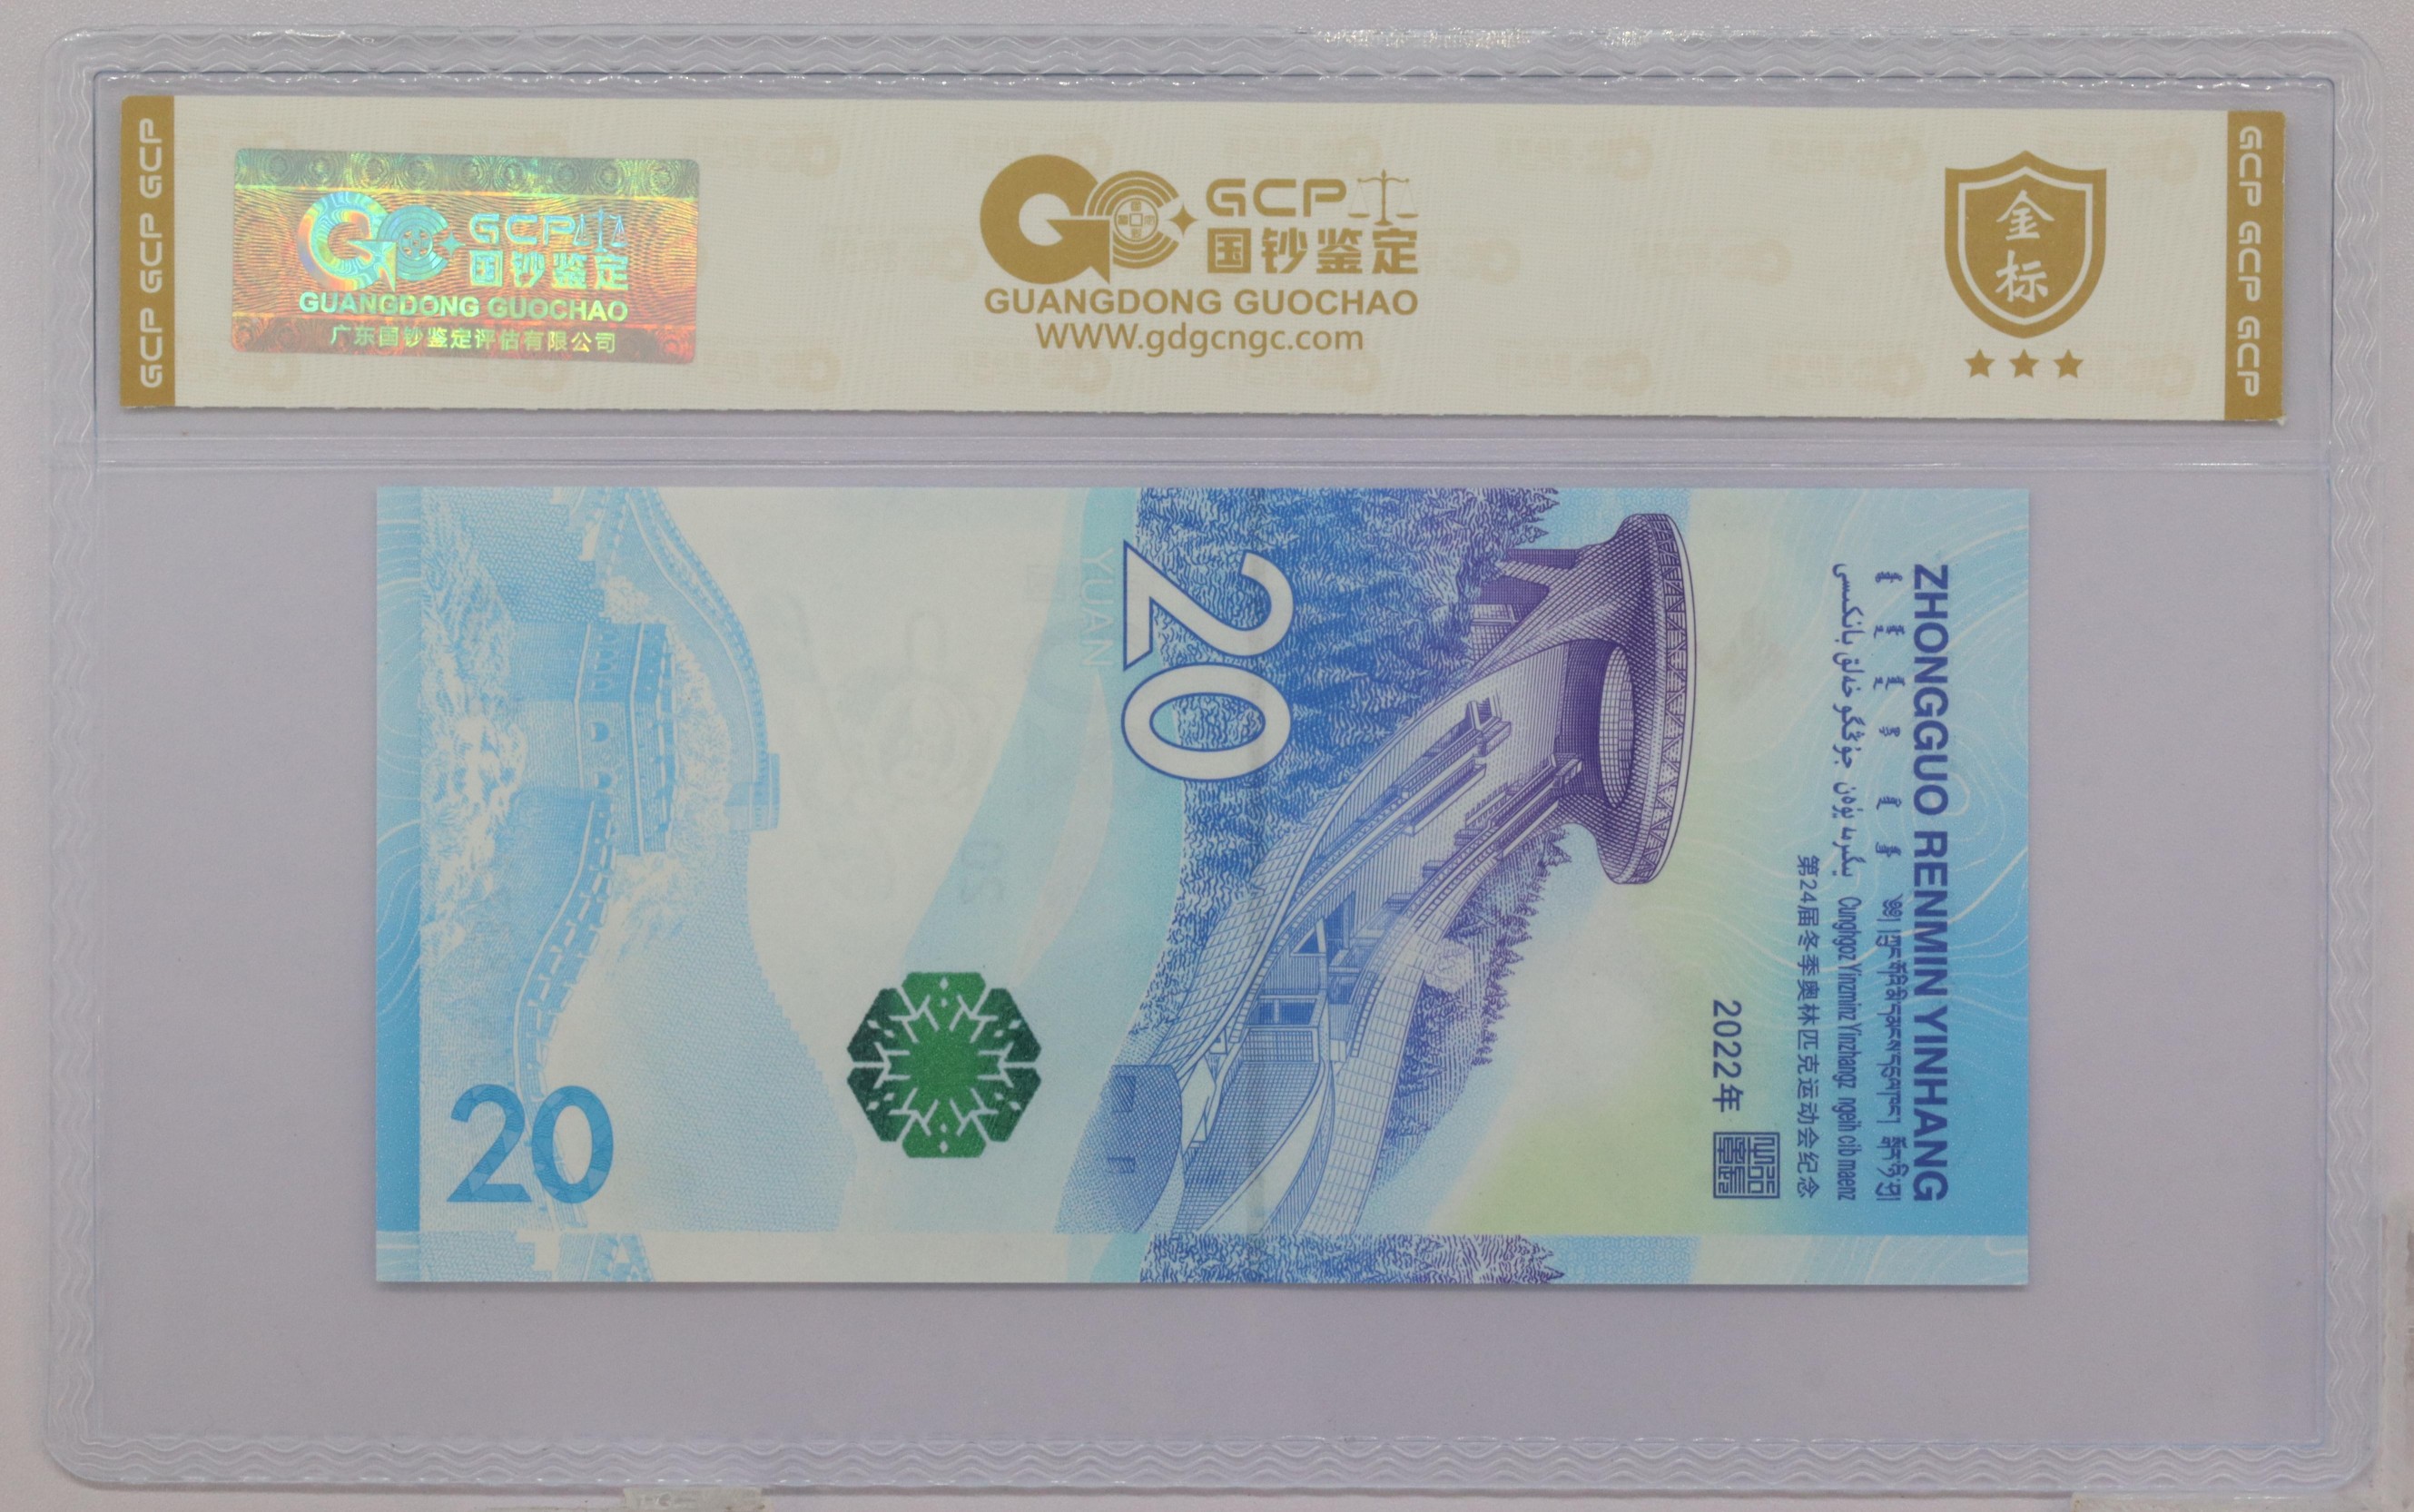 GCP GCP GCP
GCP
国钞鉴定
GUANGDONG GUOCHAO
广东国钞鉴定评估有限公司
GCP
国钞鉴定
GUANGDONG GUOCHAO
WWW.gdgcngc.com
金
标
GCP GCP GCP
ZHONGGUO RENMIN YINHANG
Cunghgoz Yinzminz Yinzhangz ngeih cib maenz
第24届冬季奥林匹克运动会纪念
2022年
20
YUAN
20